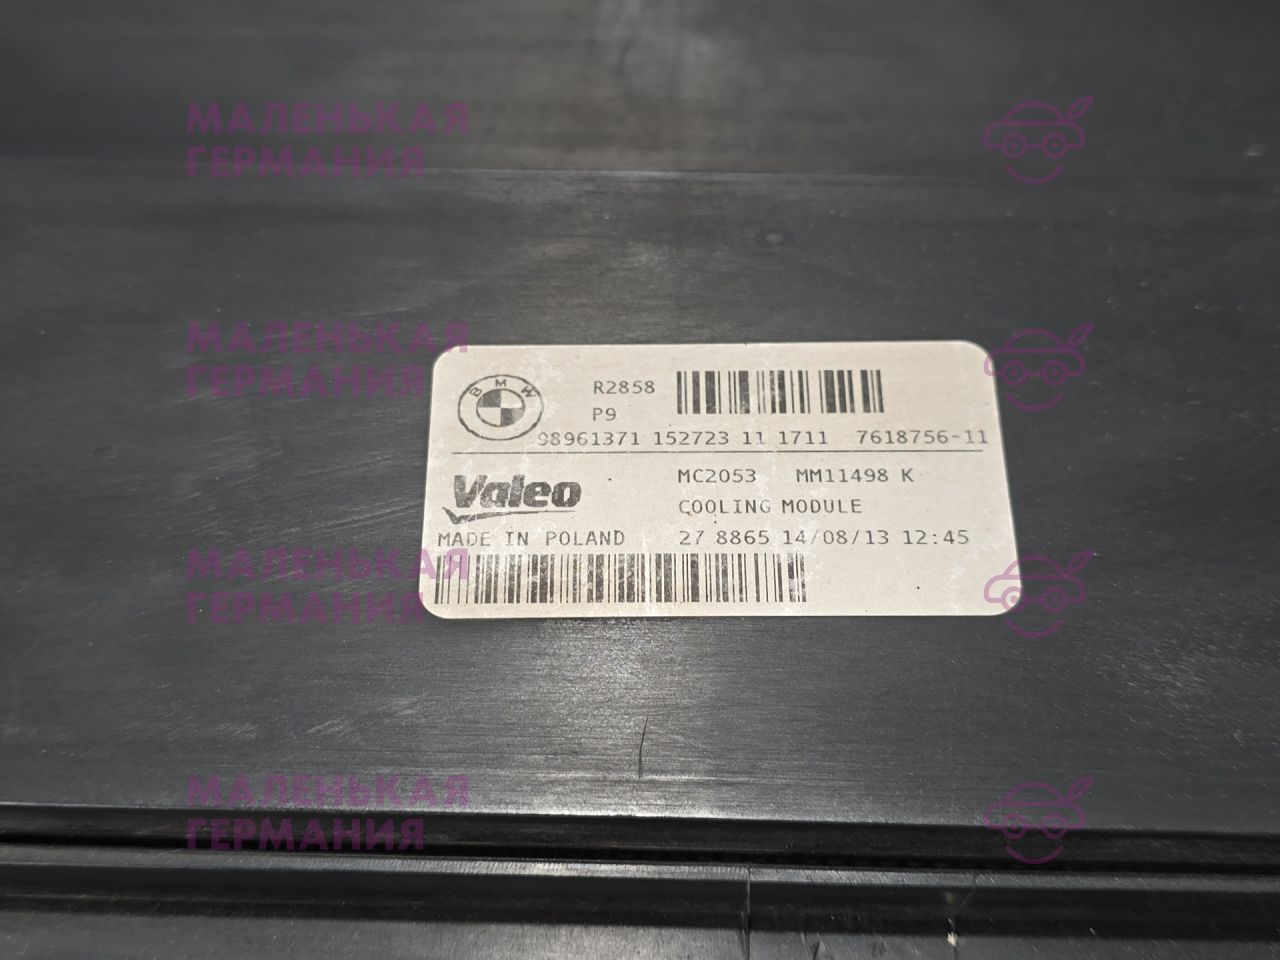 МАЛЕНЬКАЯ
ГЕРМАНИЯ
МАЛЕНЬКАЯ
ГЕРМАНИЯ
BMW
R2858
P9
98961371 152723 11 1711 7618756-11
Valeo
MC2053 MM11498 K
COOLING MODULE
MADE IN POLAND 27 8865 14/08/13 12:45
МАЛЕНЬКАЯ
ГЕРМАНИЯ
МАЛЕНЬКАЯ
ГЕРМАНИЯ